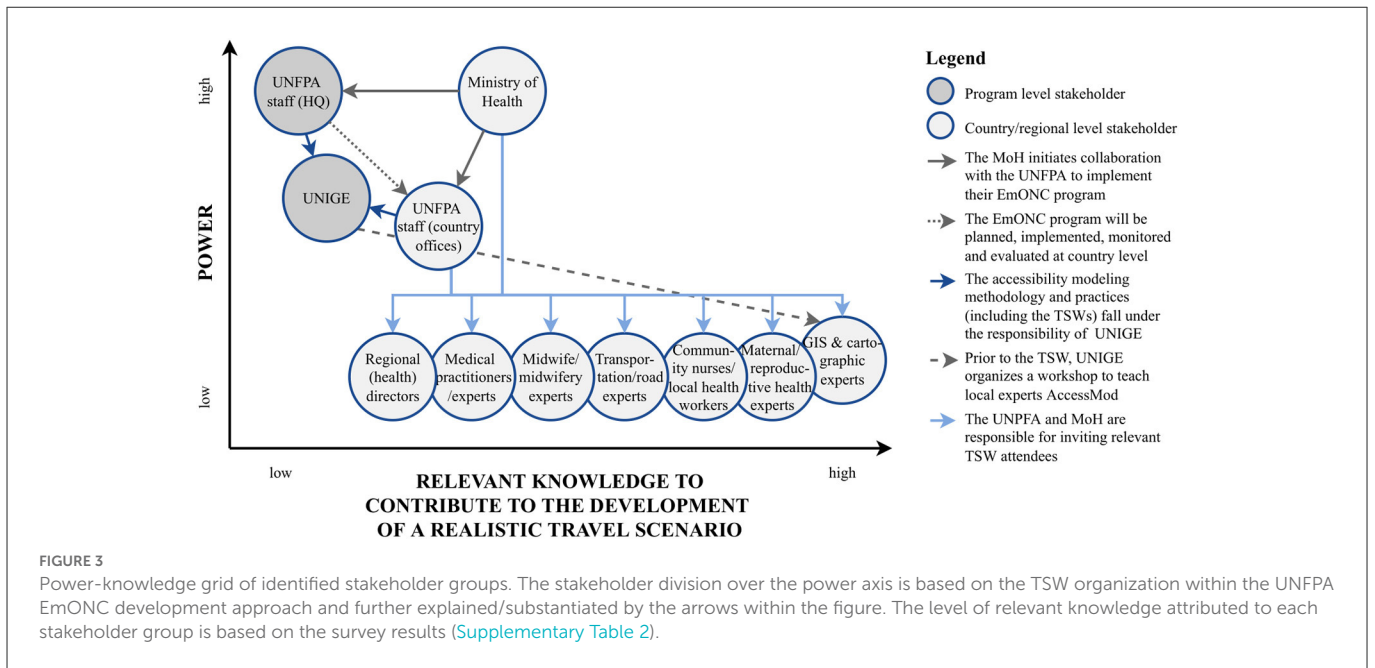 high
low
POWER
UNFPA
staff (HQ)
Ministry of
Health
UNIGE
UNFPA
staff (country
offices)
Regional
(health)
directors
Medical
practitioners
/experts
Midwife/
midwifery
experts
Transpor-
tation/road
experts
Commun-
ity nurses/
local health
workers
Maternal/
reproduc-
tive health
experts
GIS & carto-
graphic
experts
low
high
RELEVANT KNOWLEDGE TO
CONTRIBUTE TO THE DEVELOPMENT
OF A REALISTIC TRAVEL SCENARIO
Legend
Program level stakeholder
Country/regional level stakeholder
The MoH initiates collaboration
with the UNFPA to implement
their EmONC program
The EmONC program will be
planned, implemented, monitored
and evaluated at country level
The accessibility modeling
methodology and practices
(including the TSWs) fall under
the responsibility of UNIGE
Prior to the TSW, UNIGE
organizes a workshop to teach
local experts AccessMod
The UNPFA and MoH are
responsible for inviting relevant
TSW attendees
FIGURE 3
Power-knowledge grid of identified stakeholder groups. The stakeholder division over the power axis is based on the TSW organization within the UNFPA
EmONC development approach and further explained/substantiated by the arrows within the figure. The level of relevant knowledge attributed to each
stakeholder group is based on the survey results (Supplementary Table 2).